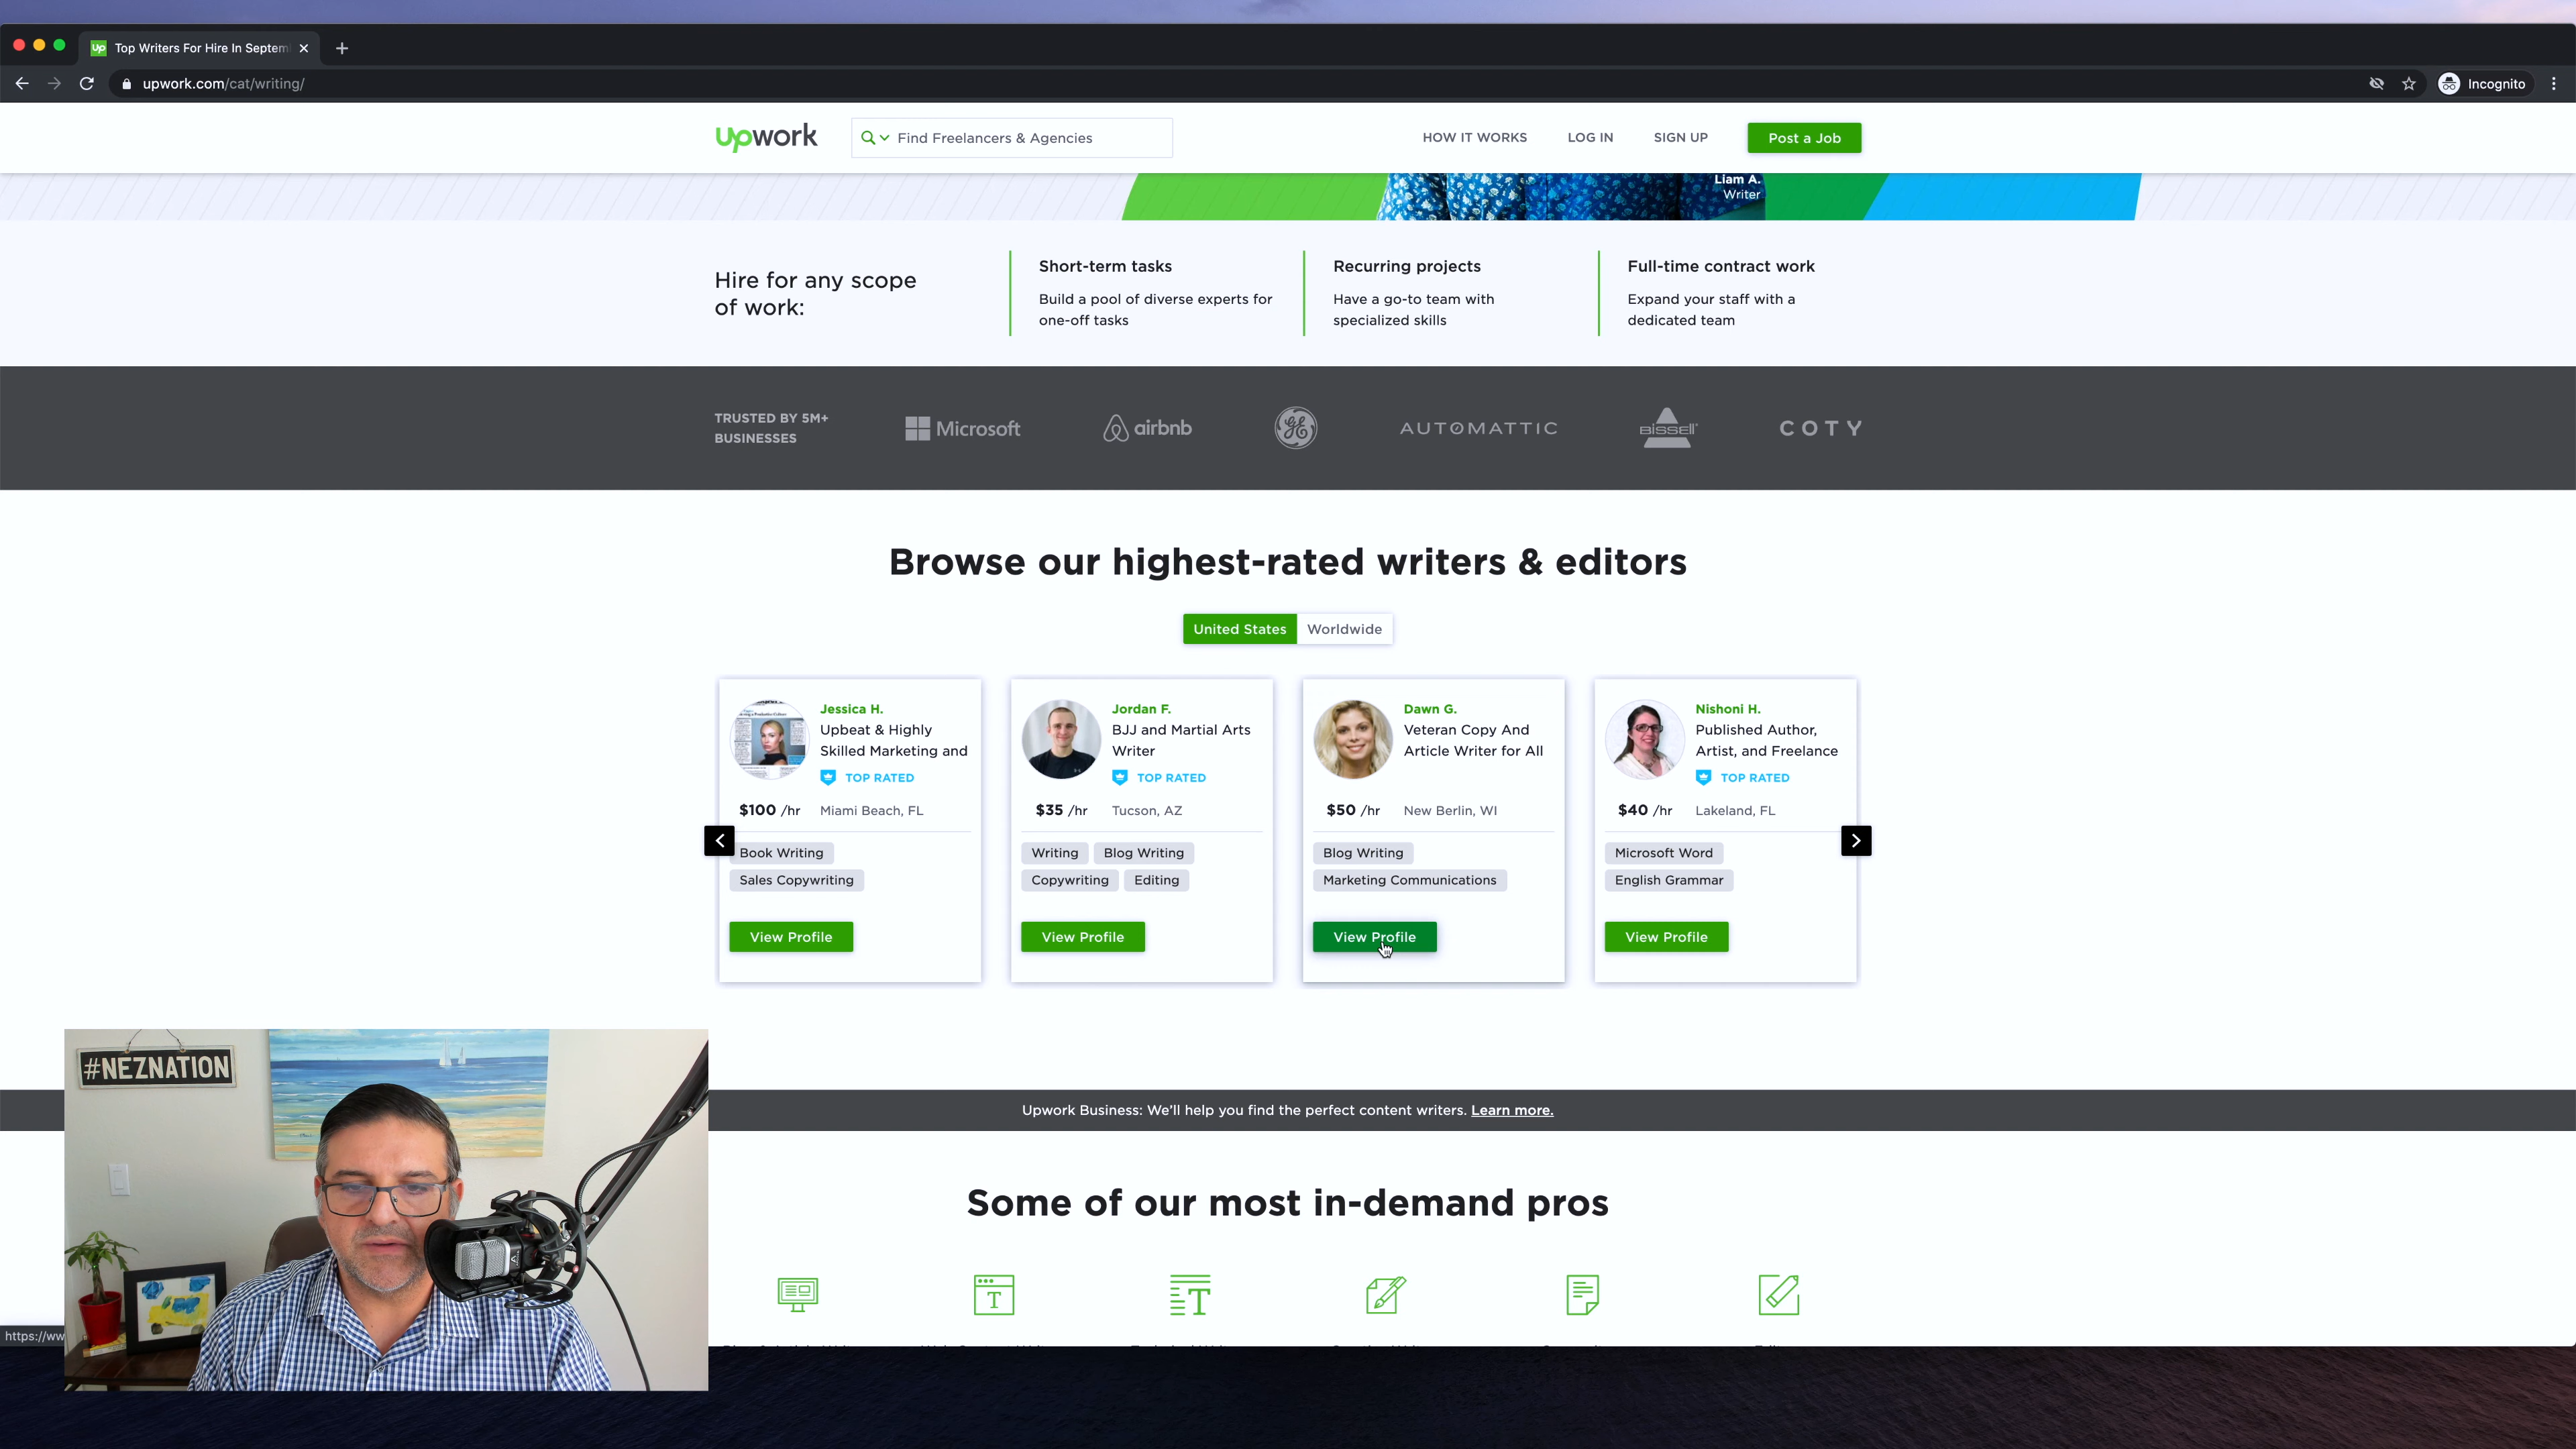 Top Writers For Hire In Septem
upwork.com/cat/writing/
Incognito
upwork
Find Freelancers & Agencies
HOW IT WORKS
LOG IN
SIGN UP
Post a Job
Liam A.
Writer
Hire for any scope
of work:
Short-term tasks
Build a pool of diverse experts for
one-off tasks
Recurring projects
Have a go-to team with
specialized skills
Full-time contract work
Expand your staff with a
dedicated team
TRUSTED BY 5M+
BUSINESSES
Microsoft
airbnb
GE
AUTOMATTIC
BISSELL
COTY
Browse our highest-rated writers & editors
United States
Worldwide
Jessica H.
Upbeat & Highly
Skilled Marketing and
TOP RATED
$100 /hr
Miami Beach, FL
Book Writing
Sales Copywriting
View Profile
Jordan F.
BJJ and Martial Arts
Writer
TOP RATED
$35 /hr
Tucson, AZ
Writing
Blog Writing
Copywriting
Editing
View Profile
Dawn G.
Veteran Copy And
Article Writer for All
$50 /hr
New Berlin, WI
Blog Writing
Marketing Communications
View Profile
Nishoni H.
Published Author,
Artist, and Freelance
TOP RATED
$40 /hr
Lakeland, FL
Microsoft Word
English Grammar
View Profile
#NEZNATION
Upwork Business: We'll help you find the perfect content writers. Learn more.
Some of our most in-demand pros
https://ww